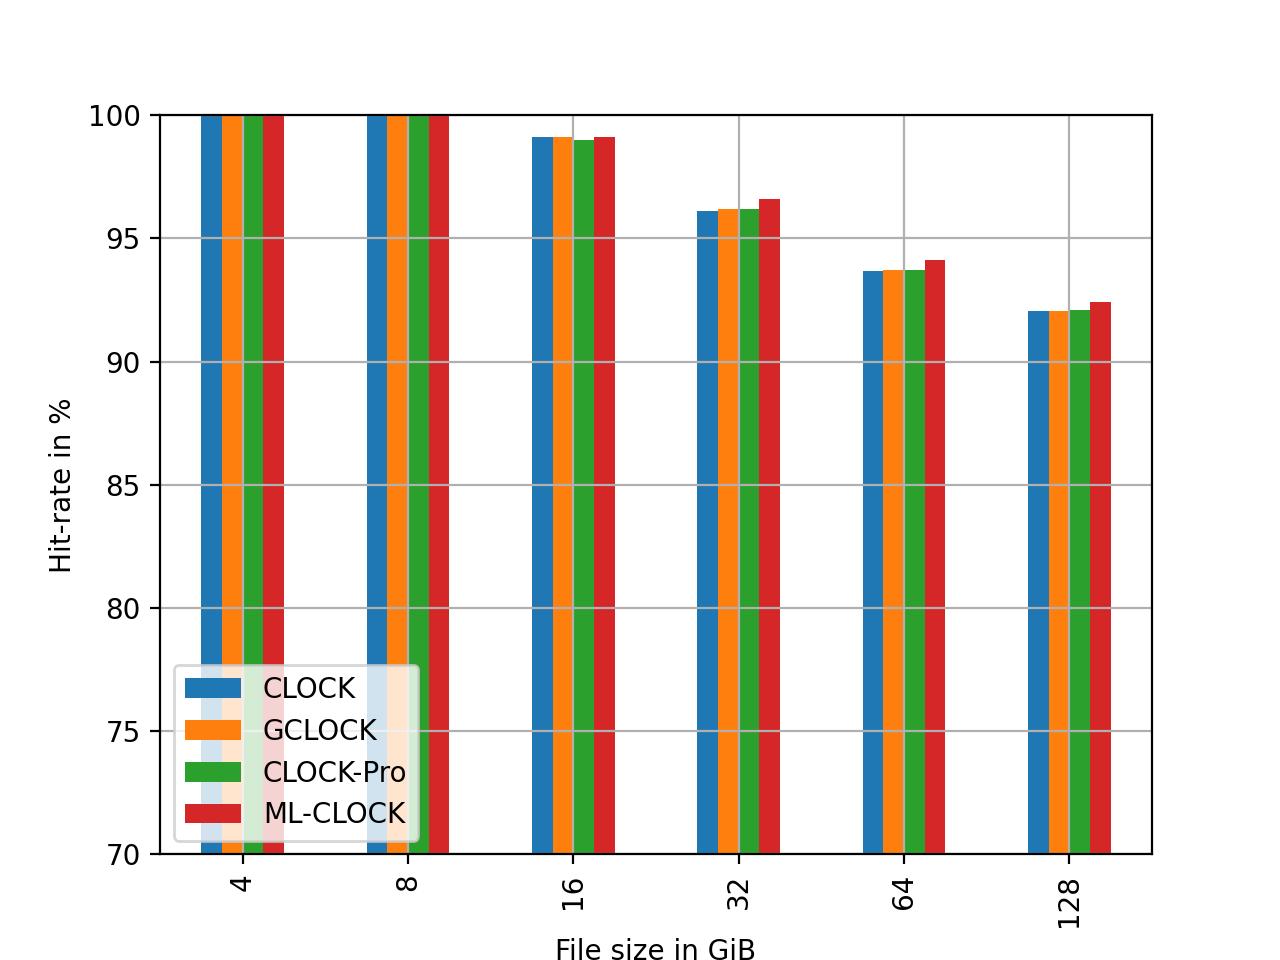 Hit-rate in %
100
95
90
85
80
75
70
CLOCK
GCLOCK
CLOCK-Pro
ML-CLOCK
4
8
16
32
64
128
File size in GiB